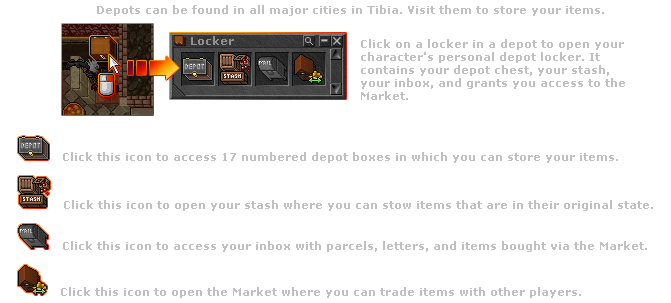 Depots can be found in all major cities in Tibia. Visit them to store your items.
Locker
DEPOT
STASH
MAIL
Click on a locker in a depot to open your
character's personal depot locker. It
contains your depot chest, your stash,
your inbox, and grants you access to the
Market.
DEPOT
Click this icon to access 17 numbered depot boxes in which you can store your items.
STASH
Click this icon to open your stash where you can stow items that are in their original state.
MAIL
Click this icon to access your inbox with parcels, letters, and items bought via the Market.
Click this icon to open the Market where you can trade items with other players.